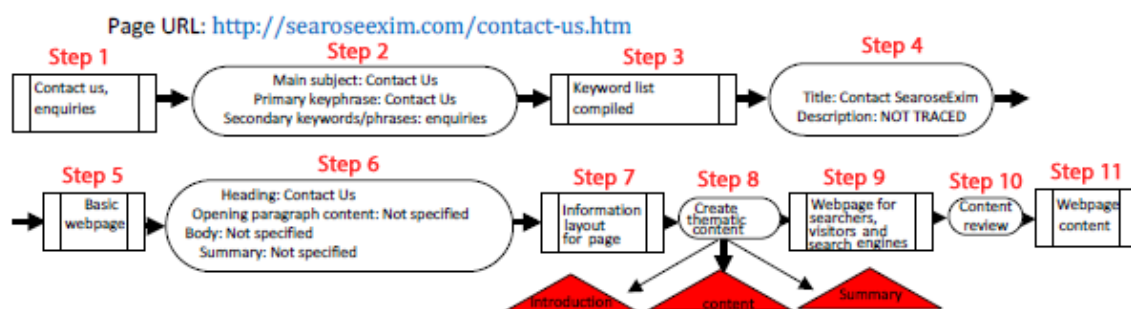 Page URL: http://searoseexim.com/contact-us.htm
Step 1
Step 2
Step 3
Step 4
Contact us,
enquiries
Main subject: Contact Us
Primary keyphrase: Contact Us
Secondary keywords/phrases: enquiries
Keyword list
compiled
Title: Contact SearoseExim
Description: NOT TRACED
Step 5
Step 6
Step 7
Step 8
Step 9
Step 10
Step 11
Basic
webpage
Heading: Contact Us
Opening paragraph content: Not specified
Body: Not specified
Summary: Not specified
Information
layout
for page
Create
thematic
content
Webpage for
searchers,
visitors and
search engines
Content
review
Webpage
content
Introduction
content
Summary